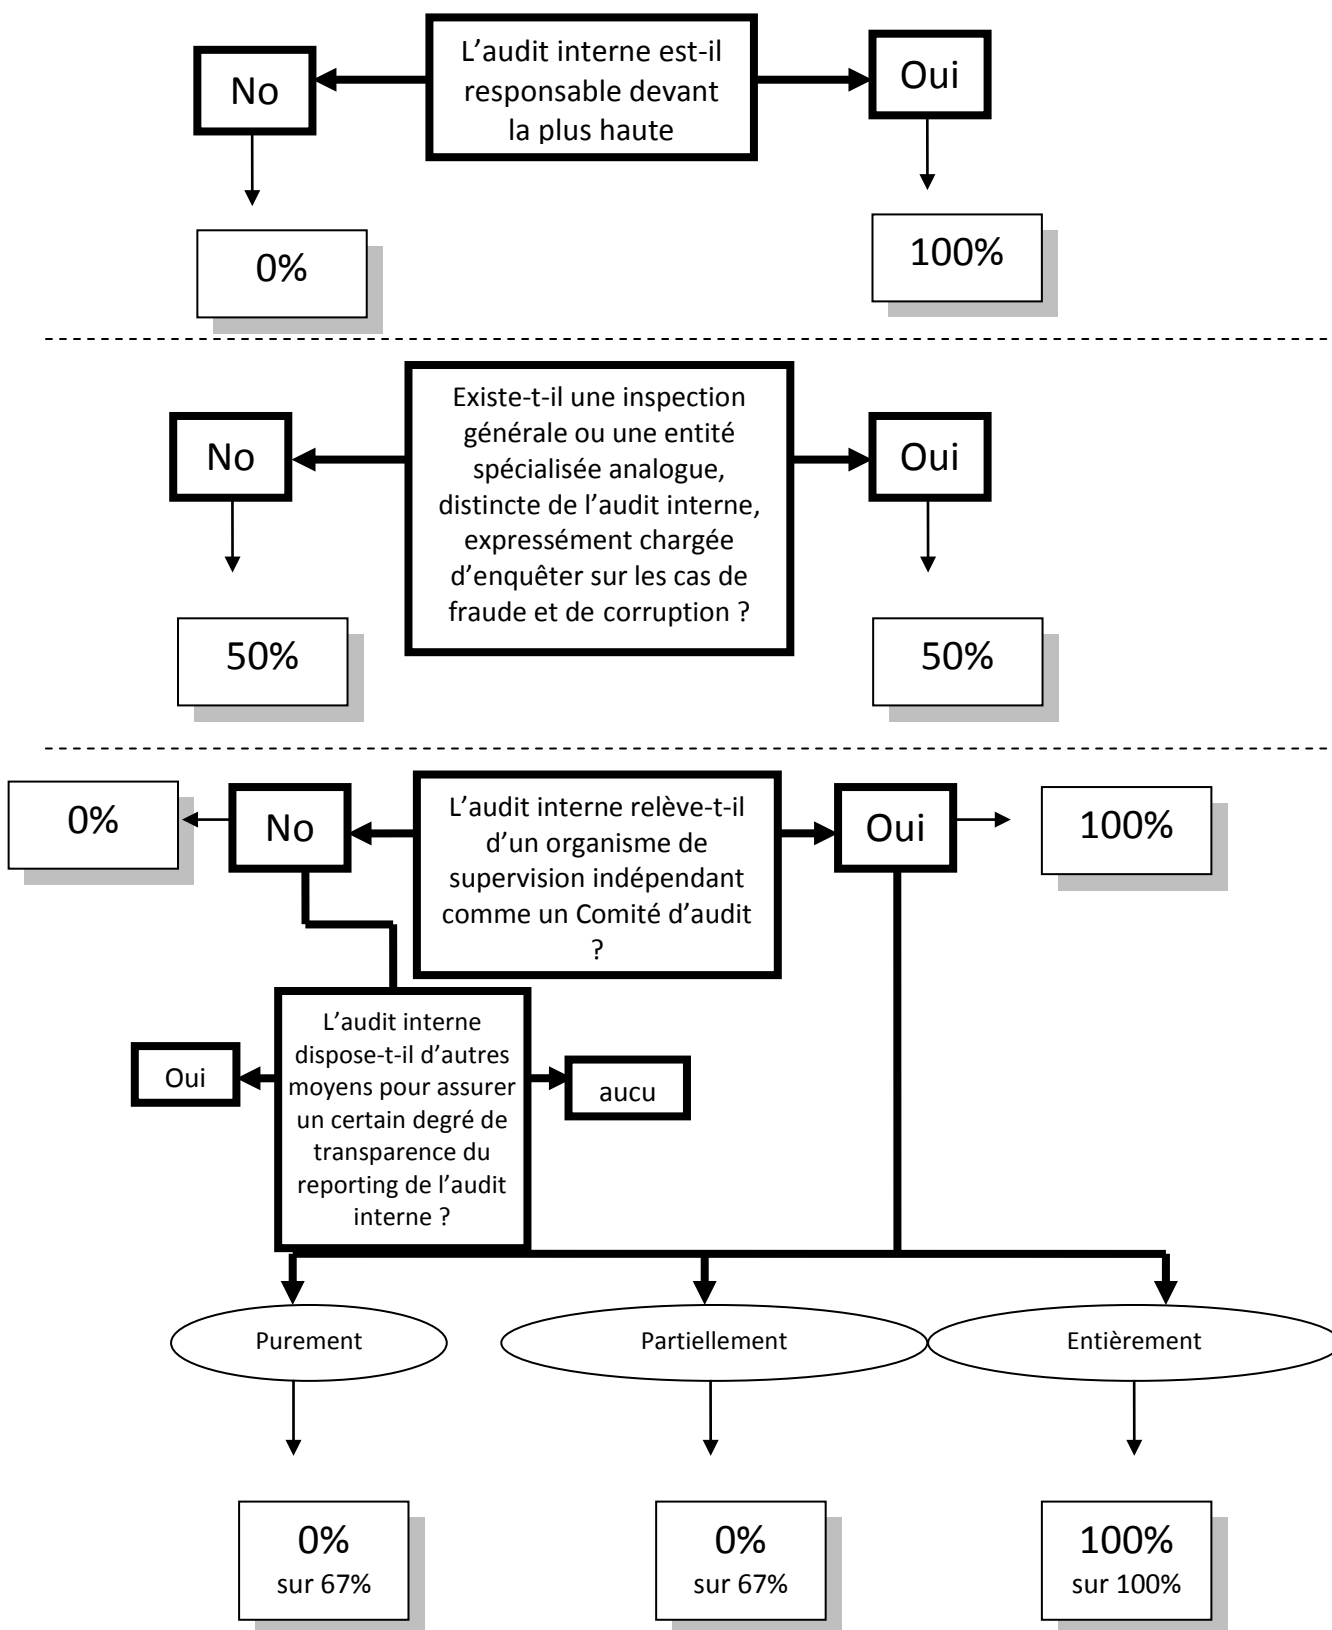 L’audit interne est-il
responsable devant
la plus haute
No
Oui
0%
100%
Existe-t-il une inspection
générale ou une entité
spécialisée analogue,
distincte de l’audit interne,
expressément chargée
d’enquêter sur les cas de
fraude et de corruption ?
No
Oui
50%
50%
0%
No
L’audit interne relève-t-il
d’un organisme de
supervision indépendant
comme un Comité d’audit
?
Oui
100%
L’audit interne
dispose-t-il d’autres
moyens pour assurer
un certain degré de
transparence du
reporting de l’audit
interne ?
Oui
aucu
Purement
Partiellement
Entièrement
0%
sur 67%
0%
sur 67%
100%
sur 100%